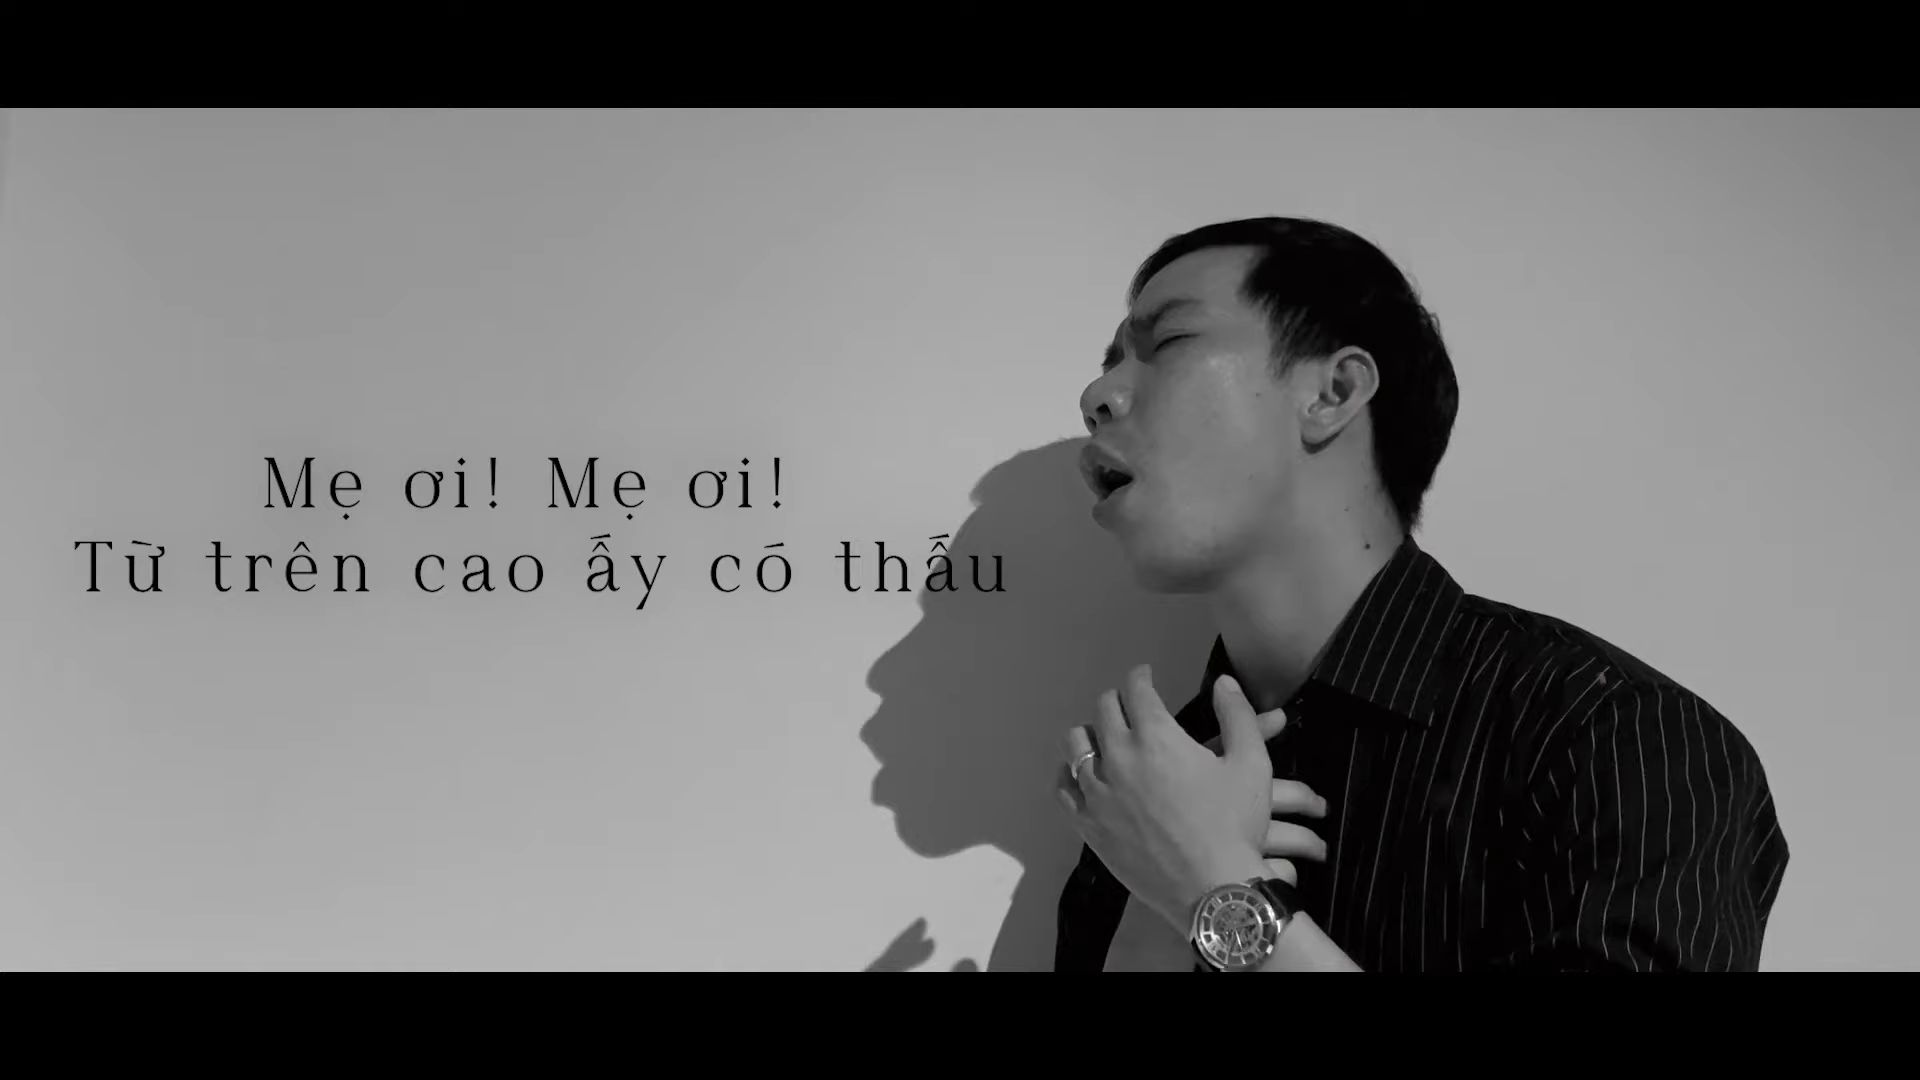 Mẹ ơi! Mẹ ơi!
Từ trên cao ấy có thấu